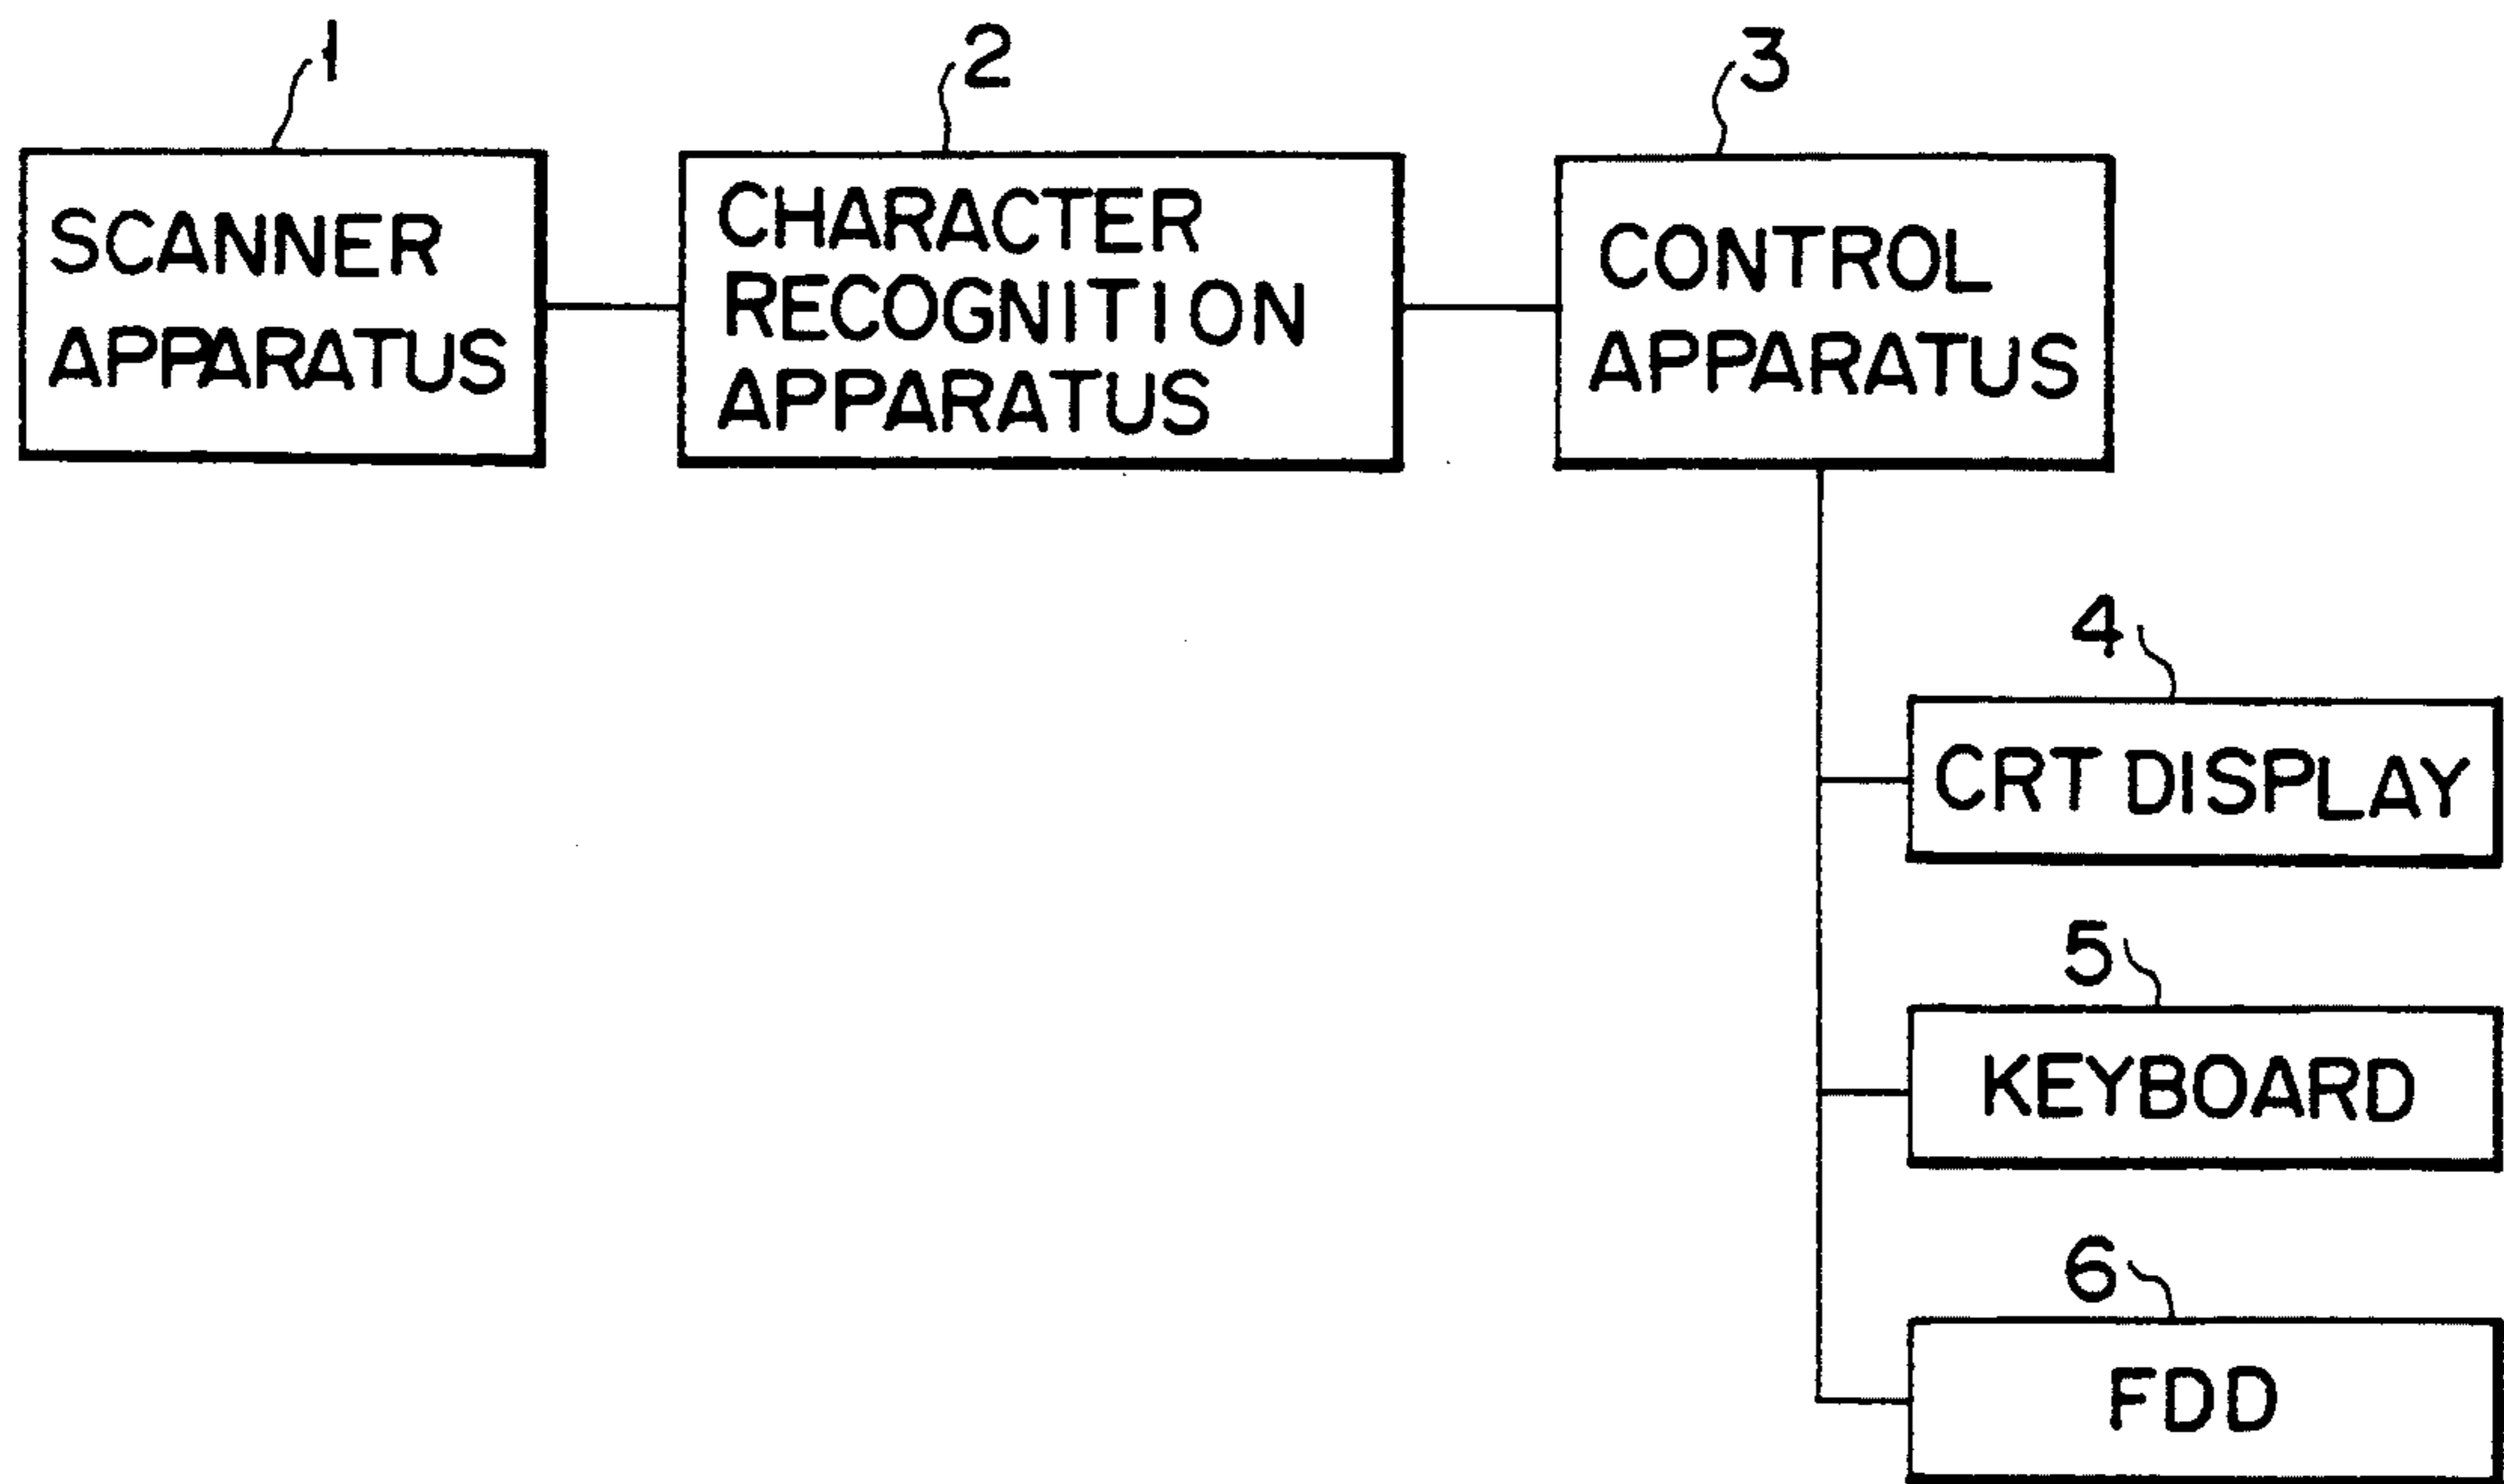 1
2
3
SCANNER
APPARATUS
CHARACTER
RECOGNITION
APPARATUS
CONTROL
APPARATUS
4
CRT DISPLAY
5
KEYBOARD
6
FDD